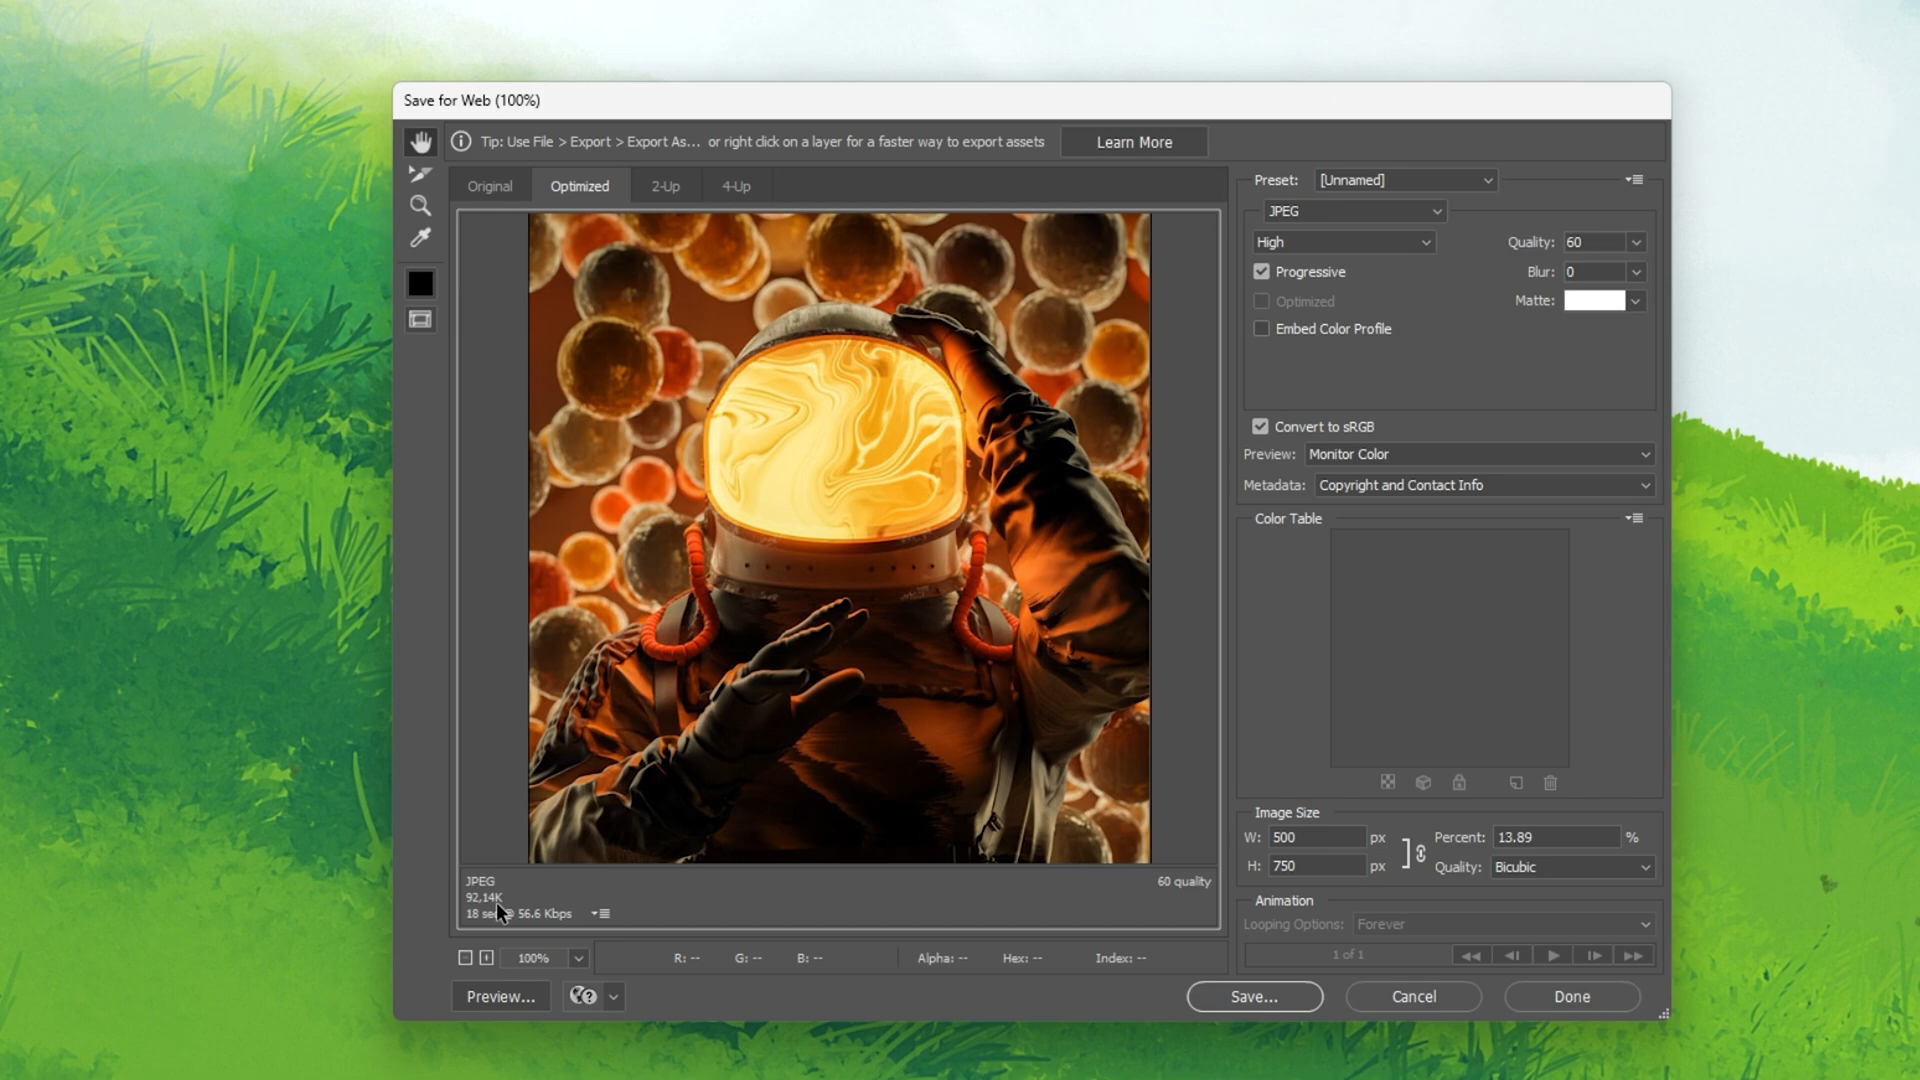 Save for Web (100%)
Tip: Use File > Export > Export As... or right click on a layer for a faster way to export assets
Learn More
Original
Optimized
2-Up
4-Up
JPEG
92,14K
18 sec @ 56.6 Kbps
60 quality
100%
R: --
G: --
B: --
Alpha: --
Hex: --
Index: --
Preview...
Preset: [Unnamed]
JPEG
High
Quality: 60
Progressive
Blur: 0
Optimized
Matte:
Embed Color Profile
Convert to sRGB
Preview: Monitor Color
Metadata: Copyright and Contact Info
Color Table
Image Size
W: 500 px
Percent: 13.89 %
H: 750 px
Quality: Bicubic
Animation
Looping Options: Forever
1 of 1
Save...
Cancel
Done